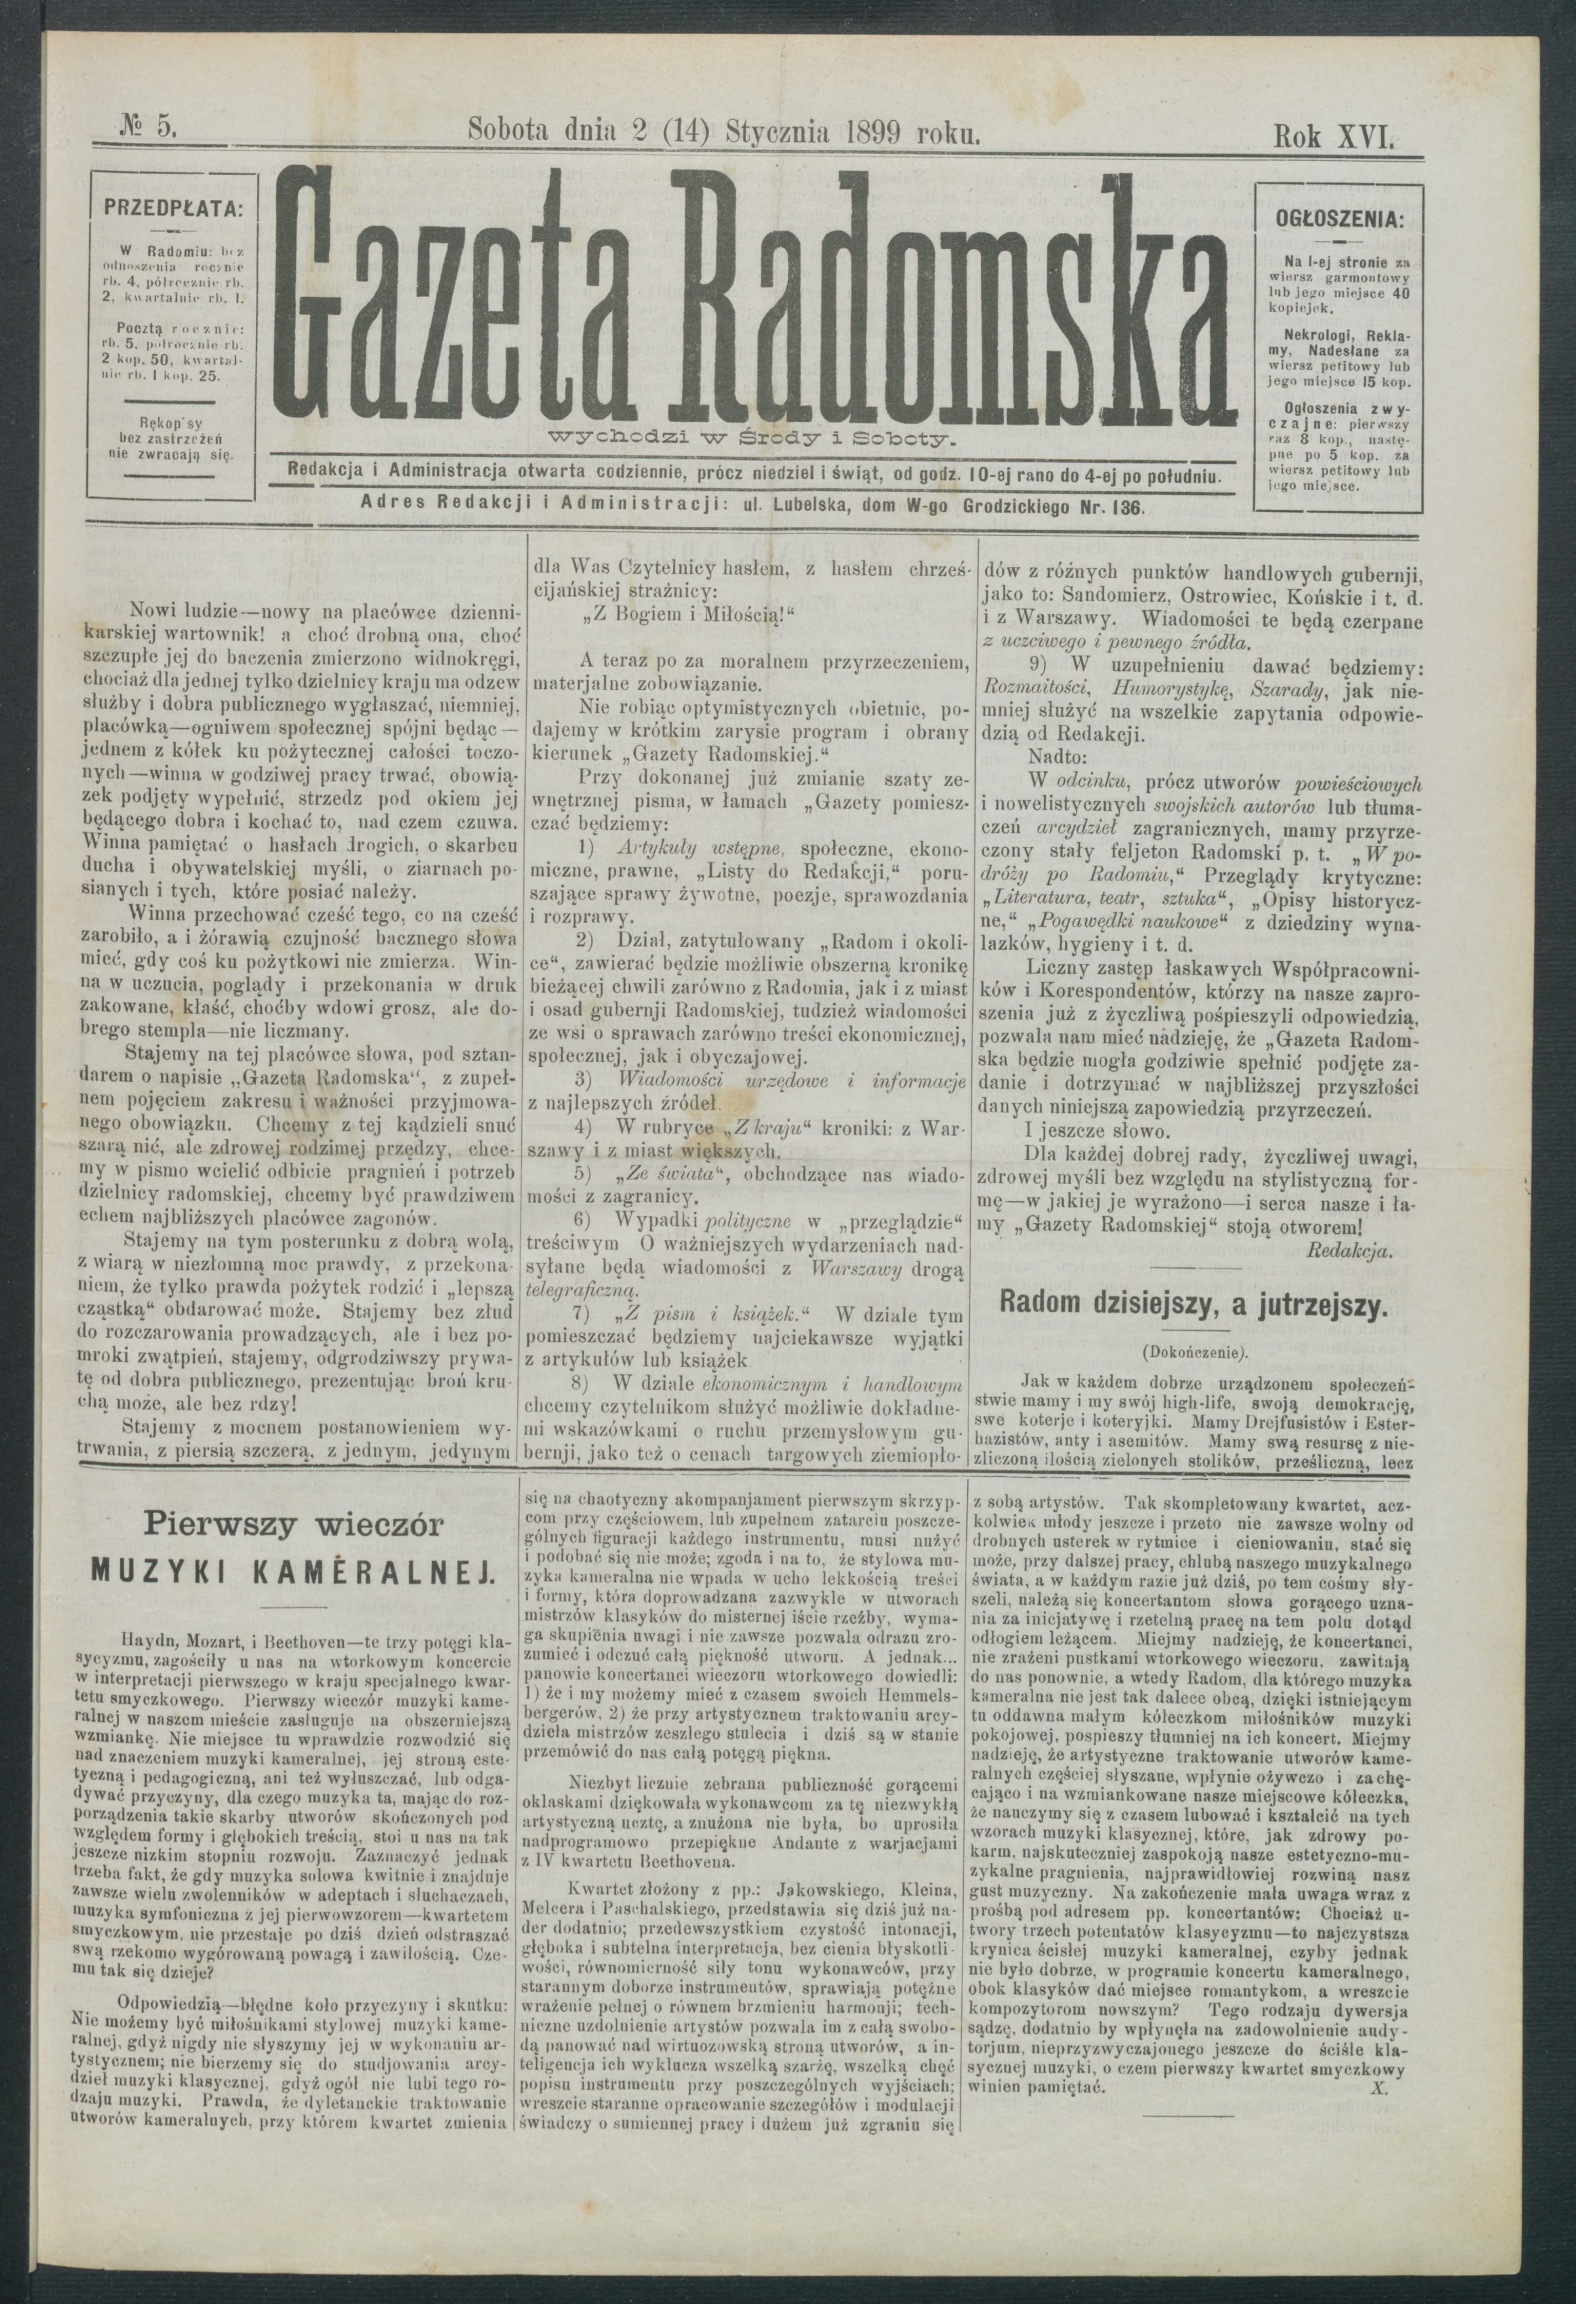 № 5.
Sobota dnia 2 (14) Stycznia 1899 roku.
Rok XVI.
PRZEDPŁATA:
W Radomiu: bez
odnoszenia rocznie
rb. 4, półrocznie rb.
2, kwartalnie rb. 1.
Pocztą rocznie:
rb. 5, półrocznie rb.
2 kop. 50, kwartal-
nie rb. 1 kop. 25.
Rękopisy
bez zastrzeżeń
nie zwracają się.
Gazeta Radomska
wychodzi w Środy i Soboty.
Redakcja i Administracja otwarta codziennie, prócz niedziel i świąt, od godz. 10-ej rano do 4-ej po południu.
Adres Redakcji i Administracji: ul. Lubelska, dom W-go Grodzickiego Nr. 136.
OGŁOSZENIA:
Na I-ej stronie za
wiersz garmontowy
lub jego miejsce 40
kopiejek.
Nekrologi, Rekla-
my, Nadesłane za
wiersz petitowy lub
jego miejsce 15 kop.
Ogłoszenia zwy-
czajne: pierwszy
raz 8 kop., nastę-
pne po 5 kop. za
wiersz petitowy lub
jego miejsce.
Nowi ludzie—nowy na placówce dzienni-
karskiej wartownik! a choć drobną ona, choć
szczupłe jej do baczenia zmierzono widnokręgi,
chociaż dla jednej tylko dzielnicy kraju ma odzew
służby i dobra publicznego wygłaszać, niemniej,
placówką—ogniwem społecznej spójni będąc—
jednem z kółek ku pożytecznej całości toczo-
nych—winna w godziwej pracy trwać, obowią-
zek podjęty wypełnić, strzedz pod okiem jej
będącego dobra i kochać to, nad czem czuwa.
Winna pamiętać o hasłach drogich, o skarbcu
ducha i obywatelskiej myśli, o ziarnach po-
sianych i tych, które posiać należy.
Winna przechować cześć tego, co na cześć
zarobiło, a i żórawią czujność bacznego słowa
mieć, gdy coś ku pożytkowi nie zmierza. Win-
na w uczucia, poglądy i przekonania w druk
zakowane, kłaść, choćby wdowi grosz, ale do-
brego stempla—nie liczmany.
Stajemy na tej placówce słowa, pod sztan-
darem o napisie „Gazeta Radomska“, z zupeł-
nem pojęciem zakresu i ważności przyjmowa-
nego obowiązku. Chcemy z tej kądzieli snuć
szarą nić, ale zdrowej rodzimej przędzy, chce-
my w pismo wcielić odbicie pragnień i potrzeb
dzielnicy radomskiej, chcemy być prawdziwem
echem najbliższych placówce zagonów.
Stajemy na tym posterunku z dobrą wolą,
z wiarą w niezłomną moc prawdy, z przekona-
niem, że tylko prawda pożytek rodzić i „lepszą
cząstką“ obdarować może. Stajemy bez złud
do rozczarowania prowadzących, ale i bez po-
mroki zwątpień, stajemy, odgrodziwszy prywa-
tę od dobra publicznego, prezentując broń kru-
chą może, ale bez rdzy!
Stajemy z mocnem postanowieniem wy-
trwania, z piersią szczerą, z jednym, jedynym
dla Was Czytelnicy hasłem, z hasłem chrześ-
cijańskiej strażnicy:
„Z Bogiem i Miłością!“
A teraz po za moralnem przyrzeczeniem,
materjalne zobowiązanie.
Nie robiąc optymistycznych obietnic, po-
dajemy w krótkim zarysie program i obrany
kierunek „Gazety Radomskiej.“
Przy dokonanej już zmianie szaty ze-
wnętrznej pisma, w łamach „Gazety pomiesz-
czać będziemy:
1) Artykuły wstępne, społeczne, ekono-
miczne, prawne, „Listy do Redakcji,“ poru-
szające sprawy żywotne, poezje, sprawozdania
i rozprawy.
2) Dział, zatytułowany „Radom i okoli-
ce“, zawierać będzie możliwie obszerną kronikę
bieżącej chwili zarówno z Radomia, jak i z miast
i osad gubernji Radomskiej, tudzież wiadomości
ze wsi o sprawach zarówno treści ekonomicznej,
społecznej, jak i obyczajowej.
3) Wiadomości urzędowe i informacje
z najlepszych źródeł.
4) W rubryce „Z kraju“ kroniki: z War-
szawy i z miast większych.
5) „Ze świata“, obchodzące nas wiado-
mości z zagranicy.
6) Wypadki polityczne w „przeglądzie“
treściwym O ważniejszych wydarzeniach nad-
syłane będą wiadomości z Warszawy drogą
telegraficzną.
7) „Z pism i książek.“ W dziale tym
pomieszczać będziemy najciekawsze wyjątki
z artykułów lub książek.
8) W dziale ekonomicznym i handlowym
chcemy czytelnikom służyć możliwie dokładne-
mi wskazówkami o ruchu przemysłowym gu-
bernji, jako też o cenach targowych ziemiopło-
dów z różnych punktów handlowych gubernji,
jako to: Sandomierz, Ostrowiec, Końskie i t. d.
i z Warszawy. Wiadomości te będą czerpane
z uczciwego i pewnego źródła.
9) W uzupełnieniu dawać będziemy:
Rozmaitości, Humorystykę, Szarady, jak nie-
mniej służyć na wszelkie zapytania odpowie-
dzią od Redakcji.
Nadto:
W odcinku, prócz utworów powieściowych
i nowelistycznych swojskich autorów lub tłuma-
czeń arcydzieł zagranicznych, mamy przyrze-
czony stały feljeton Radomski p. t. „W po-
dróży po Radomiu,“ Przeglądy krytyczne:
„Literatura, teatr, sztuka“, „Opisy historycz-
ne,“ „Pogawędki naukowe“ z dziedziny wyna-
lazków, hygieny i t. d.
Liczny zastęp łaskawych Współpracowni-
ków i Korespondentów, którzy na nasze zapro-
szenia już z życzliwą pośpieszyli odpowiedzią,
pozwala nam mieć nadzieję, że „Gazeta Radom-
ska będzie mogła godziwie spełnić podjęte za-
danie i dotrzymać w najbliższej przyszłości
danych niniejszą zapowiedzią przyrzeczeń.
I jeszcze słowo.
Dla każdej dobrej rady, życzliwej uwagi,
zdrowej myśli bez względu na stylistyczną for-
mę—w jakiej je wyrażono—i serca nasze i ła-
my „Gazety Radomskiej“ stoją otworem!
Redakcja.
Radom dzisiejszy, a jutrzejszy.
(Dokończenie).
Jak w każdem dobrze urządzonem społeczeń-
stwie mamy i my swój high-life, swoją demokrację,
swe koterje i koteryjki. Mamy Drejfusistów i Ester-
hazistów, anty i asemitów. Mamy swą resursę z nie-
zliczoną ilością zielonych stolików, prześliczną, lecz
Pierwszy wieczór
MUZYKI KAMERALNEJ.
Haydn, Mozart, i Beethoven—te trzy potęgi kla-
sycyzmu, zagościły u nas na wtorkowym koncercie
w interpretacji pierwszego w kraju specjalnego kwar-
tetu smyczkowego. Pierwszy wieczór muzyki kame-
ralnej w naszem mieście zasługuje na obszerniejszą
wzmiankę. Nie miejsce tu wprawdzie rozwodzić się
nad znaczeniem muzyki kameralnej, jej stroną este-
tyczną i pedagogiczną, ani też wyłuszczać, lub odga-
dywać przyczyny, dla czego muzyka ta, mając do roz-
porządzenia takie skarby utworów skończonych pod
względem formy i głębokich treścią, stoi u nas na tak
jeszcze nizkim stopniu rozwoju. Zaznaczyć jednak
trzeba fakt, że gdy muzyka solowa kwitnie i znajduje
zawsze wielu zwolenników w adeptach i słuchaczach,
muzyka symfoniczna z jej pierwowzorem—kwartetem
smyczkowym, nie przestaje po dziś dzień odstraszać
swą rzekomo wygórowaną powagą i zawiłością. Cze-
mu tak się dzieje?
Odpowiedzią—błędne koło przyczyny i skutku:
Nie możemy być miłośnikami stylowej muzyki kame-
ralnej, gdyż nigdy nie słyszymy jej w wykonaniu ar-
tystycznem; nie bierzemy się do studjowania arcy-
dzieł muzyki klasycznej, gdyż ogół nie lubi tego ro-
dzaju muzyki. Prawda, że dyletanckie traktowanie
utworów kameralnych, przy którem kwartet zmienia
się na chaotyczny akompanjament pierwszym skrzyp-
com przy częściowem, lub zupełnem zatarciu poszcze-
gólnych figuracji każdego instrumentu, musi nużyć
i podobać się nie może; zgoda i na to, że stylowa mu-
zyka kameralna nie wpada w ucho lekkością treści
i formy, która doprowadzana zazwykle w utworach
mistrzów klasyków do misternej iście rzeźby, wyma-
ga skupienia uwagi i nie zawsze pozwala odrazu zro-
zumieć i odczuć całą piękność utworu. A jednak...
panowie koncertanci wieczoru wtorkowego dowiedli:
1) że i my możemy mieć z czasem swoich Hemmels-
bergerów, 2) że przy artystycznem traktowaniu arcy-
dzieła mistrzów zeszłego stulecia i dziś są w stanie
przemówić do nas całą potęgą piękna.
Niezbyt licznie zebrana publiczność gorącemi
oklaskami dziękowała wykonawcom za tę niezwykłą
artystyczną ucztę, a znużona nie była, bo uprosiła
nadprogramowo przepiękne Andante z warjacjami
z IV kwartetu Beethovena.
Kwartet złożony z pp.: Jakowskiego, Kleina,
Melcera i Paschalskiego, przedstawia się dziś już na-
der dodatnio; przedewszystkiem czystość intonacji,
głęboka i subtelna interpretacja, bez cienia błyskotli-
wości, równomierność siły tonu wykonawców, przy
starannym doborze instrumentów, sprawiają potężne
wrażenie pełnej o równem brzmieniu harmonji; tech-
niczne uzdolnienie artystów pozwala im z całą swobo-
dą panować nad wirtuozowską stroną utworów, a in-
teligencja ich wyklucza wszelką szarżę, wszelką chęć
popisu instrumentu przy poszczególnych wyjściach;
wreszcie staranne opracowanie szczegółów i modulacji
świadczy o sumiennej pracy i dużem już zgraniu się
z sobą artystów. Tak skompletowany kwartet, acz-
kolwiek młody jeszcze i przeto nie zawsze wolny od
drobnych usterek w rytmice i cieniowaniu, stać się
może, przy dalszej pracy, chlubą naszego muzykalnego
świata, a w każdym razie już dziś, po tem cośmy sły-
szeli, należą się koncertantom słowa gorącego uzna-
nia za inicjatywę i rzetelną pracę na tem polu dotąd
odłogiem leżącem. Miejmy nadzieję, że koncertanci,
nie zrażeni pustkami wtorkowego wieczoru, zawitają
do nas ponownie, a wtedy Radom, dla którego muzyka
kameralna nie jest tak dalece obcą, dzięki istniejącym
tu oddawna małym kółeczkom miłośników muzyki
pokojowej, pospieszy tłumniej na ich koncert. Miejmy
nadzieję, że artystyczne traktowanie utworów kame-
ralnych częściej słyszane, wpłynie ożywczo i zachę-
cająco i na wzmiankowane nasze miejscowe kółeczka,
że nauczymy się z czasem lubować i kształcić na tych
wzorach muzyki klasycznej, które, jak zdrowy po-
karm, najskuteczniej zaspokoją nasze estetyczno-mu-
zykalne pragnienia, najprawidłowiej rozwiną nasz
gust muzyczny. Na zakończenie mała uwaga wraz z
prośbą pod adresem pp. koncertantów: Chociaż u-
twory trzech potentatów klasycyzmu—to najczystsza
krynica ścisłej muzyki kameralnej, czyby jednak
nie było dobrze, w programie koncertu kameralnego,
obok klasyków dać miejsce romantykom, a wreszcie
kompozytorom nowszym? Tego rodzaju dywersja
sądzę, dodatnio by wpłynęła na zadowolnienie audy-
torjum, nieprzyzwyczajonego jeszcze do ściśle kla-
sycznej muzyki, o czem pierwszy kwartet smyczkowy
winien pamiętać.
X.